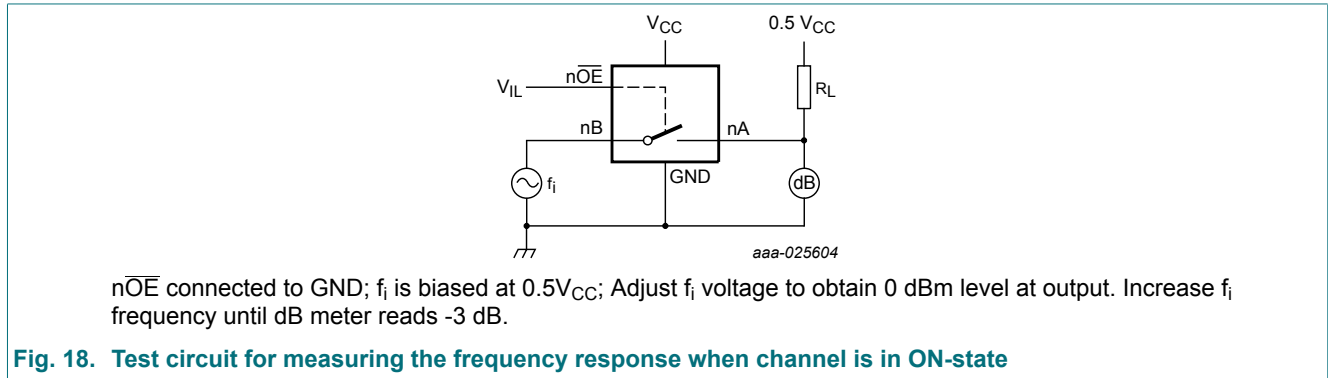 V_CC 0.5 V_CC
nO̅E̅
V_IL
R_L
nB nA
GND
f_i dB
aaa-025604
nO̅E̅ connected to GND; f_i is biased at 0.5V_CC; Adjust f_i voltage to obtain 0 dBm level at output. Increase f_i
frequency until dB meter reads -3 dB.
Fig. 18. Test circuit for measuring the frequency response when channel is in ON-state